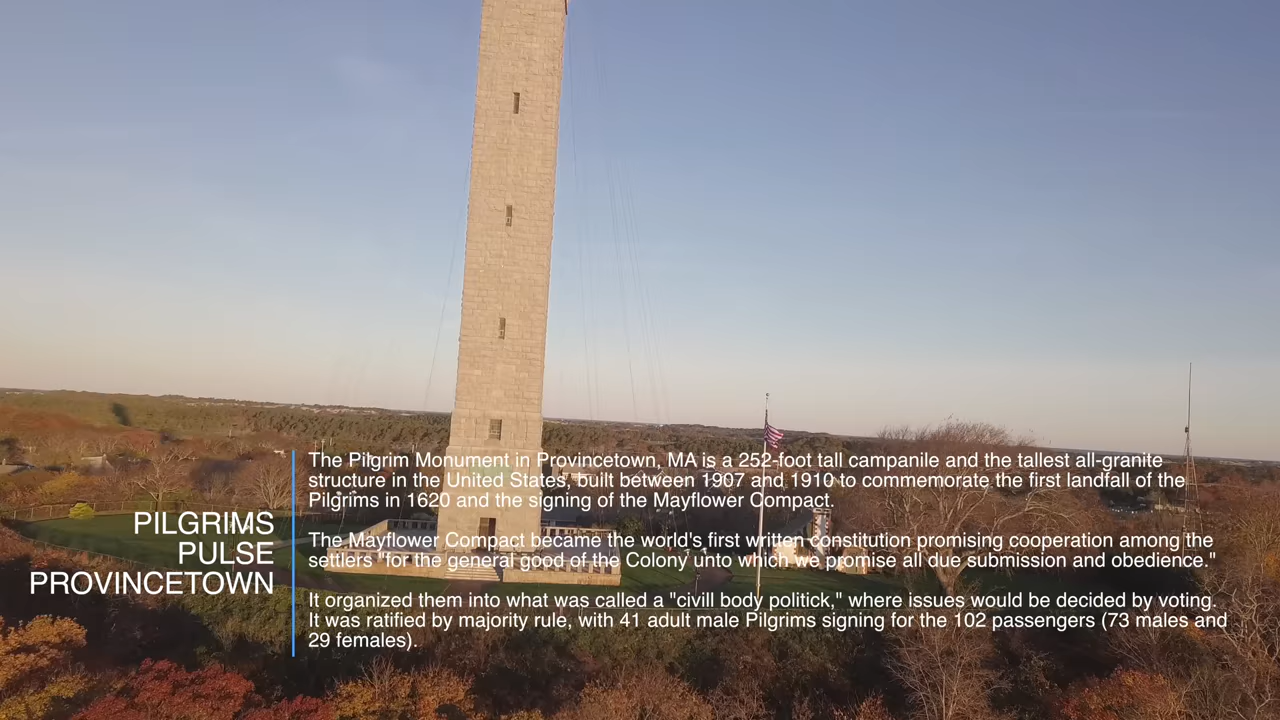 PILGRIMS
PULSE
PROVINCETOWN
The Pilgrim Monument in Provincetown, MA is a 252-foot tall campanile and the tallest all-granite
structure in the United States, built between 1907 and 1910 to commemorate the first landfall of the
Pilgrims in 1620 and the signing of the Mayflower Compact.
The Mayflower Compact became the world's first written constitution promising cooperation among the
settlers "for the general good of the Colony unto which we promise all due submission and obedience."
It organized them into what was called a "civill body politick," where issues would be decided by voting.
It was ratified by majority rule, with 41 adult male Pilgrims signing for the 102 passengers (73 males and
29 females).